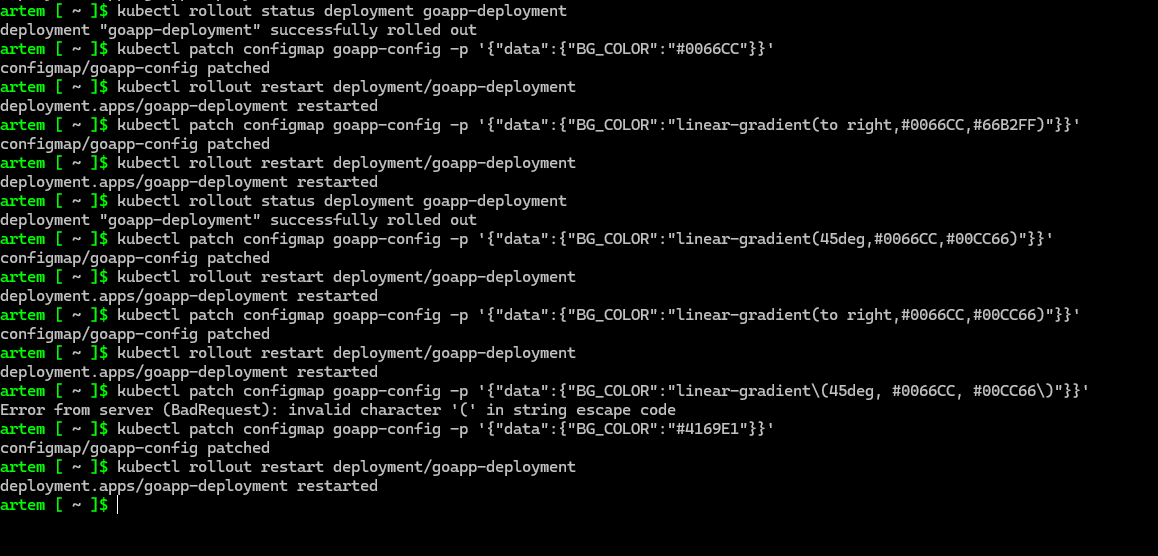 artem [ ~ ]$ kubectl rollout status deployment goapp-deployment
deployment "goapp-deployment" successfully rolled out
artem [ ~ ]$ kubectl patch configmap goapp-config -p '{"data":{"BG_COLOR":"#0066CC"}}'
configmap/goapp-config patched
artem [ ~ ]$ kubectl rollout restart deployment/goapp-deployment
deployment.apps/goapp-deployment restarted
artem [ ~ ]$ kubectl patch configmap goapp-config -p '{"data":{"BG_COLOR":"linear-gradient(to right,#0066CC,#66B2FF)"}}'
configmap/goapp-config patched
artem [ ~ ]$ kubectl rollout restart deployment/goapp-deployment
deployment.apps/goapp-deployment restarted
artem [ ~ ]$ kubectl rollout status deployment goapp-deployment
deployment "goapp-deployment" successfully rolled out
artem [ ~ ]$ kubectl patch configmap goapp-config -p '{"data":{"BG_COLOR":"linear-gradient(45deg,#0066CC,#00CC66)"}}'
configmap/goapp-config patched
artem [ ~ ]$ kubectl rollout restart deployment/goapp-deployment
deployment.apps/goapp-deployment restarted
artem [ ~ ]$ kubectl patch configmap goapp-config -p '{"data":{"BG_COLOR":"linear-gradient(to right,#0066CC,#00CC66)"}}'
configmap/goapp-config patched
artem [ ~ ]$ kubectl rollout restart deployment/goapp-deployment
deployment.apps/goapp-deployment restarted
artem [ ~ ]$ kubectl patch configmap goapp-config -p '{"data":{"BG_COLOR":"linear-gradient\(45deg, #0066CC, #00CC66\)"}}'
Error from server (BadRequest): invalid character '(' in string escape code
artem [ ~ ]$ kubectl patch configmap goapp-config -p '{"data":{"BG_COLOR":"#4169E1"}}'
configmap/goapp-config patched
artem [ ~ ]$ kubectl rollout restart deployment/goapp-deployment
deployment.apps/goapp-deployment restarted
artem [ ~ ]$